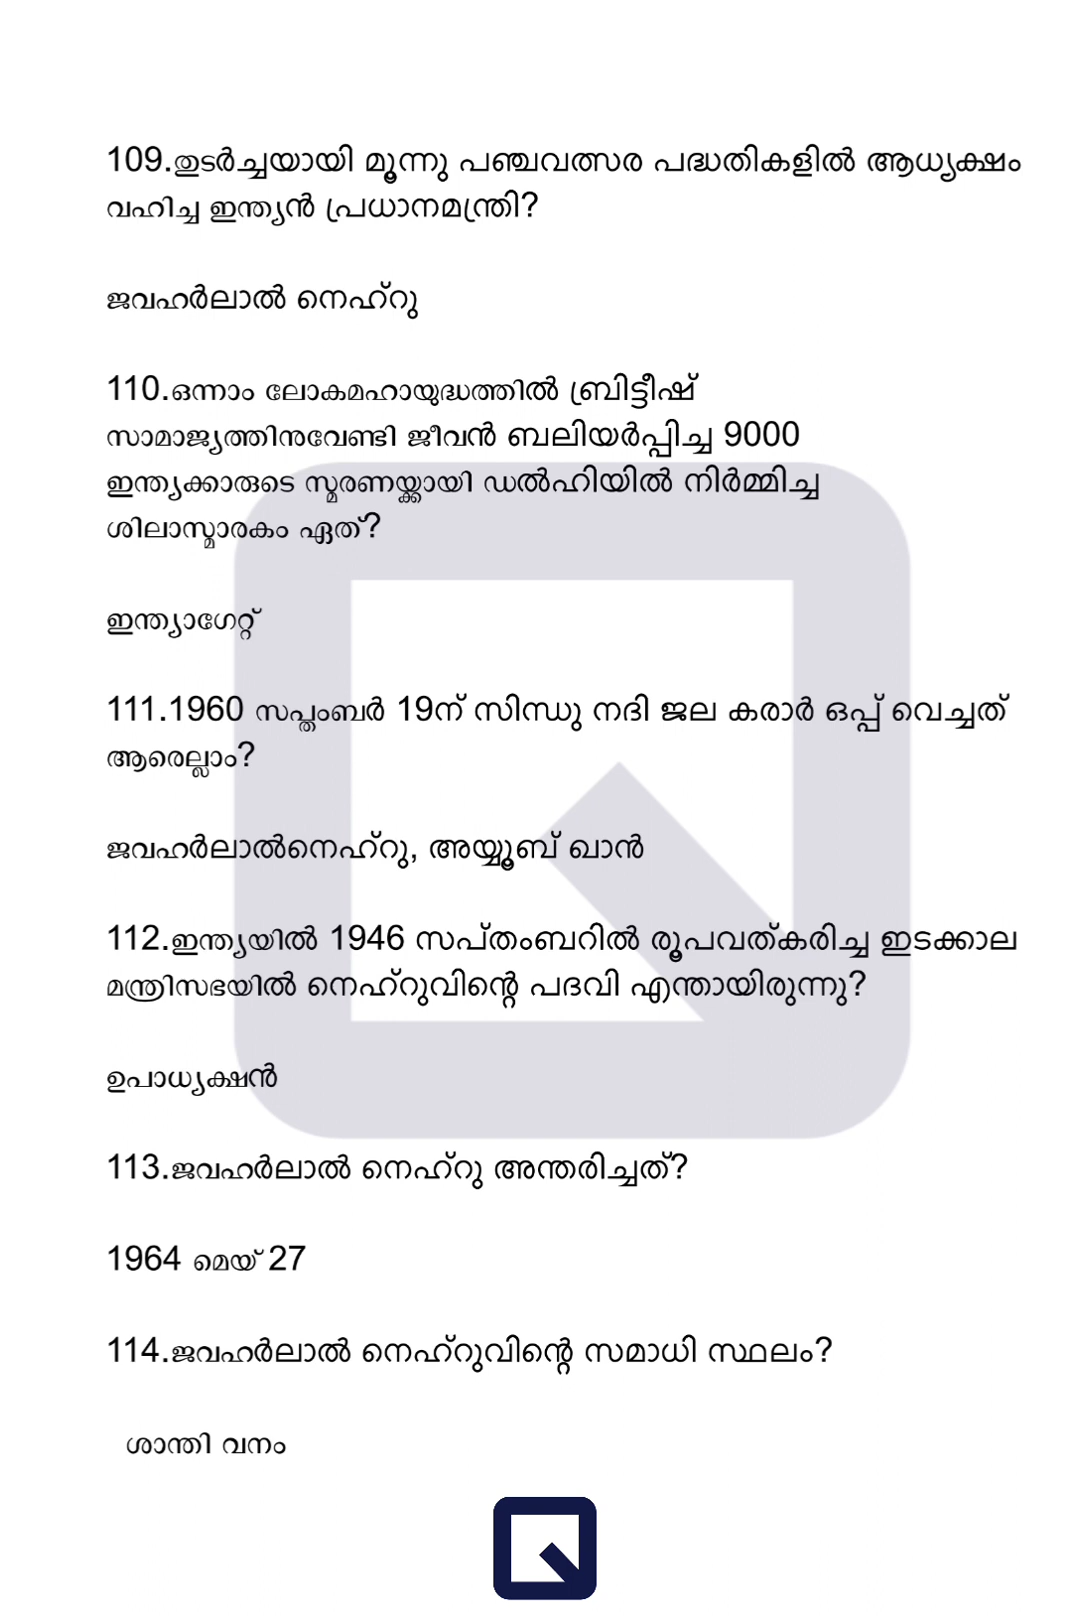 109.തുടർച്ചയായി മൂന്നു പഞ്ചവത്സര പദ്ധതികളിൽ ആധ്യക്ഷം
വഹിച്ച ഇന്ത്യൻ പ്രധാനമന്ത്രി?
ജവഹർലാൽ നെഹ്റു
110.ഒന്നാം ലോകമഹായുദ്ധത്തിൽ ബ്രിട്ടീഷ്
സാമാജ്യത്തിനുവേണ്ടി ജീവൻ ബലിയർപ്പിച്ച 9000
ഇന്ത്യക്കാരുടെ സ്മരണയ്ക്കായി ഡൽഹിയിൽ നിർമ്മിച്ച
ശിലാസ്മാരകം ഏത്?
ഇന്ത്യാഗേറ്റ്
111.1960 സപ്തംബർ 19ന് സിന്ധു നദി ജല കരാർ ഒപ്പ് വെച്ചത്
ആരെല്ലാം?
ജവഹർലാൽനെഹ്റു, അയ്യൂബ് ഖാൻ
112.ഇന്ത്യയിൽ 1946 സപ്തംബറിൽ രൂപവത്കരിച്ച ഇടക്കാല
മന്ത്രിസഭയിൽ നെഹ്റുവിന്റെ പദവി എന്തായിരുന്നു?
ഉപാധ്യക്ഷൻ
113.ജവഹർലാൽ നെഹ്റു അന്തരിച്ചത്?
1964 മെയ് 27
114.ജവഹർലാൽ നെഹ്റുവിന്റെ സമാധി സ്ഥലം?
ശാന്തി വനം